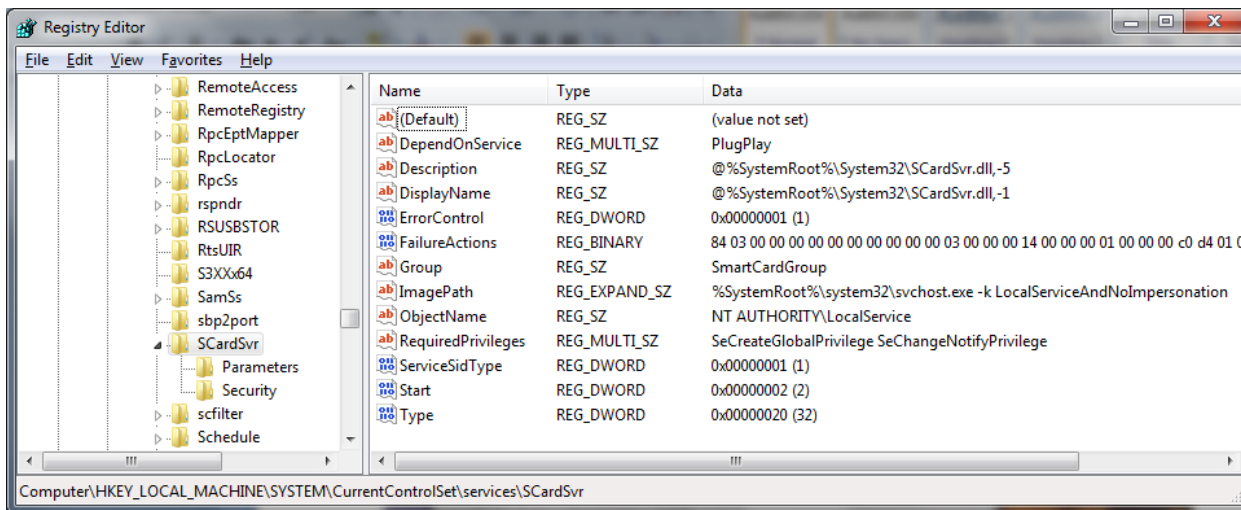 Registry Editor
File Edit View Favorites Help
RemoteAccess
RemoteRegistry
RpcEptMapper
RpcLocator
RpcSs
rspndr
RSUSBSTOR
RtsUIR
S3XXx64
SamSs
sbp2port
SCardSvr
Parameters
Security
scfilter
Schedule
Name Type Data
(Default) REG_SZ (value not set)
DependOnService REG_MULTI_SZ PlugPlay
Description REG_SZ @%SystemRoot%\System32\SCardSvr.dll,-5
DisplayName REG_SZ @%SystemRoot%\System32\SCardSvr.dll,-1
ErrorControl REG_DWORD 0x00000001 (1)
FailureActions REG_BINARY 84 03 00 00 00 00 00 00 00 00 00 00 03 00 00 00 14 00 00 00 01 00 00 00 c0 d4 01
Group REG_SZ SmartCardGroup
ImagePath REG_EXPAND_SZ %SystemRoot%\system32\svchost.exe -k LocalServiceAndNoImpersonation
ObjectName REG_SZ NT AUTHORITY\LocalService
RequiredPrivileges REG_MULTI_SZ SeCreateGlobalPrivilege SeChangeNotifyPrivilege
ServiceSidType REG_DWORD 0x00000001 (1)
Start REG_DWORD 0x00000002 (2)
Type REG_DWORD 0x00000020 (32)
Computer\HKEY_LOCAL_MACHINE\SYSTEM\CurrentControlSet\services\SCardSvr